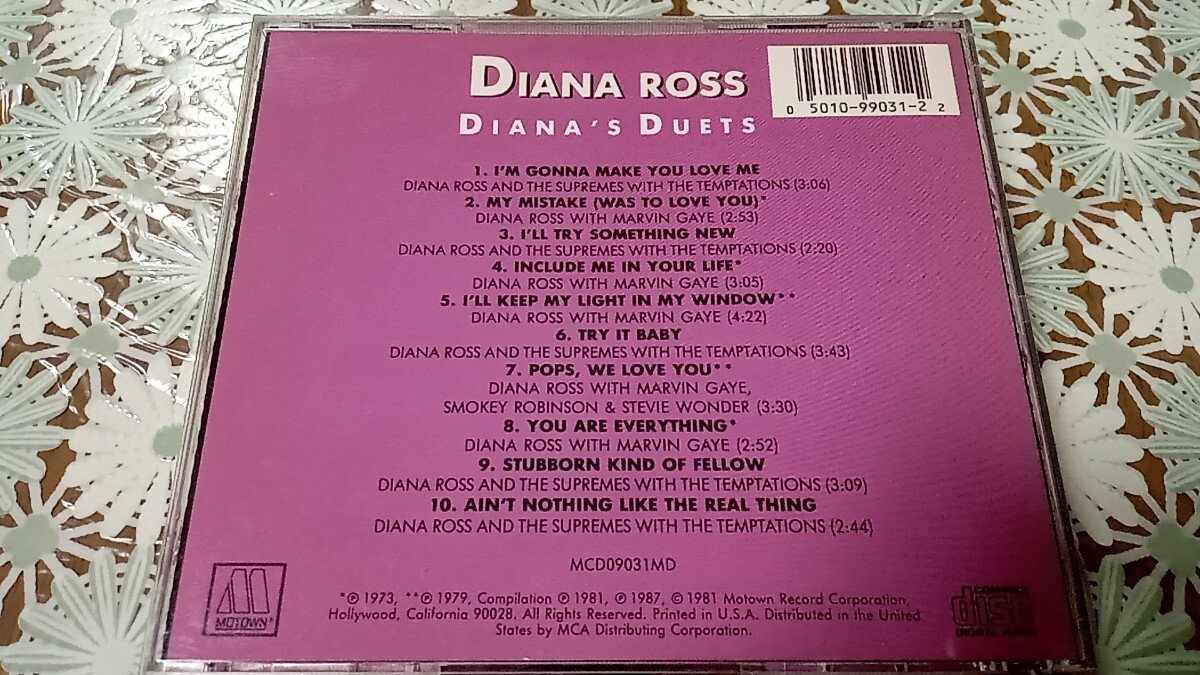 DIANA ROSS
DIANA'S DUETS
0 5010-99031-2 2
1. I'M GONNA MAKE YOU LOVE ME
DIANA ROSS AND THE SUPREMES WITH THE TEMPTATIONS (3:06)
2. MY MISTAKE (WAS TO LOVE YOU)*
DIANA ROSS WITH MARVIN GAYE (2:53)
3. I'LL TRY SOMETHING NEW
DIANA ROSS AND THE SUPREMES WITH THE TEMPTATIONS (2:20)
4. INCLUDE ME IN YOUR LIFE*
DIANA ROSS WITH MARVIN GAYE (3:05)
5. I'LL KEEP MY LIGHT IN MY WINDOW**
DIANA ROSS WITH MARVIN GAYE (4:22)
6. TRY IT BABY
DIANA ROSS AND THE SUPREMES WITH THE TEMPTATIONS (3:43)
7. POPS, WE LOVE YOU**
DIANA ROSS WITH MARVIN GAYE,
SMOKEY ROBINSON & STEVIE WONDER (3:30)
8. YOU ARE EVERYTHING*
DIANA ROSS WITH MARVIN GAYE (2:52)
9. STUBBORN KIND OF FELLOW
DIANA ROSS AND THE SUPREMES WITH THE TEMPTATIONS (3:09)
10. AIN'T NOTHING LIKE THE REAL THING
DIANA ROSS AND THE SUPREMES WITH THE TEMPTATIONS (2:44)
MCD09031MD
*℗ 1973, **℗ 1979, Compilation ℗ 1981, ℗ 1987, © 1981 Motown Record Corporation,
Hollywood, California 90028. All Rights Reserved. Printed in U.S.A. Distributed in the United
States by MCA Distributing Corporation.
M
MOTOWN®
COMPACT
disc
DIGITAL AUDIO